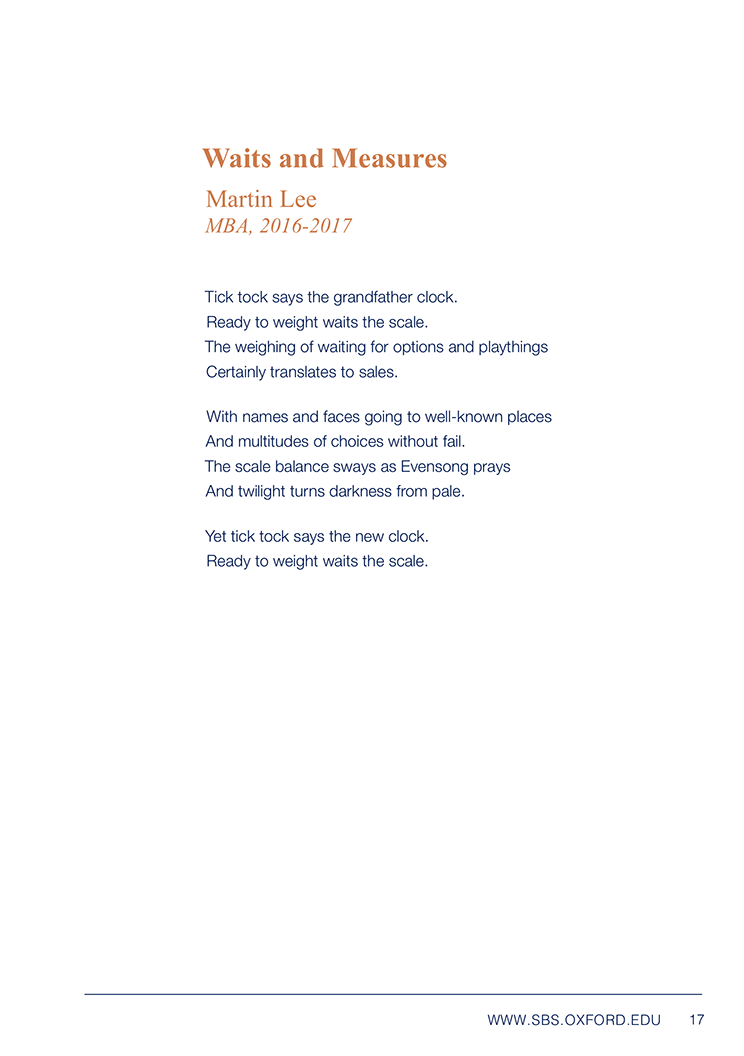 Waits and Measures
Martin Lee
MBA, 2016-2017
Tick tock says the grandfather clock.
Ready to weight waits the scale.
The weighing of waiting for options and playthings
Certainly translates to sales.
With names and faces going to well-known places
And multitudes of choices without fail.
The scale balance sways as Evensong prays
And twilight turns darkness from pale.
Yet tick tock says the new clock.
Ready to weight waits the scale.
WWW.SBS.OXFORD.EDU 17